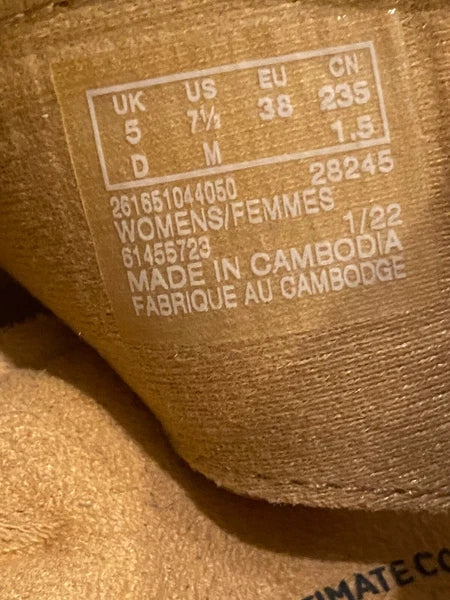 UK US EU CN
5 7½ 38 235
D M 1.5
261651044050 28245
WOMENS/FEMMES
61455723 1/22
MADE IN CAMBODIA
FABRIQUE AU CAMBODGE